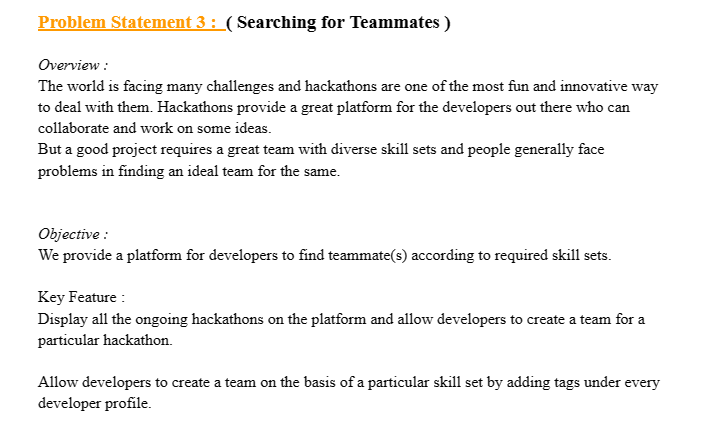 Problem Statement 3 : ( Searching for Teammates )
Overview :
The world is facing many challenges and hackathons are one of the most fun and innovative way
to deal with them. Hackathons provide a great platform for the developers out there who can
collaborate and work on some ideas.
But a good project requires a great team with diverse skill sets and people generally face
problems in finding an ideal team for the same.
Objective :
We provide a platform for developers to find teammate(s) according to required skill sets.
Key Feature :
Display all the ongoing hackathons on the platform and allow developers to create a team for a
particular hackathon.
Allow developers to create a team on the basis of a particular skill set by adding tags under every
developer profile.